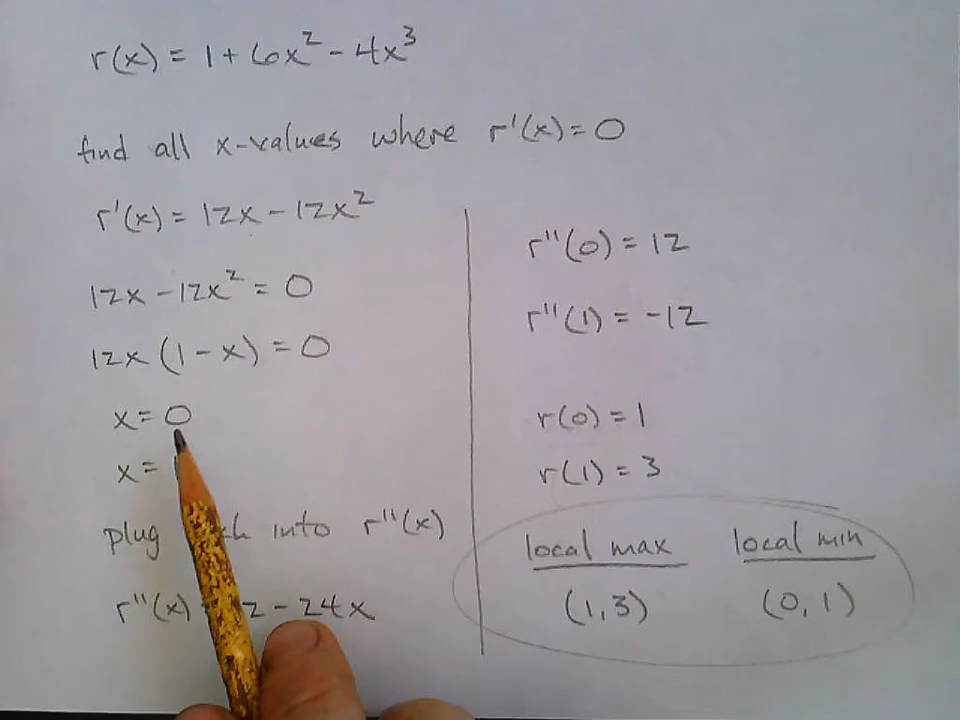 r(x) = 1 + 6x² - 4x³
find all x-values where r'(x) = 0
r'(x) = 12x - 12x²
12x - 12x² = 0
12x (1 - x) = 0
x = 0
x =
plug into r''(x)
r''(x) - 24x
r''(0) = 12
r''(1) = -12
r(0) = 1
r(1) = 3
local max local min
(1, 3) (0, 1)